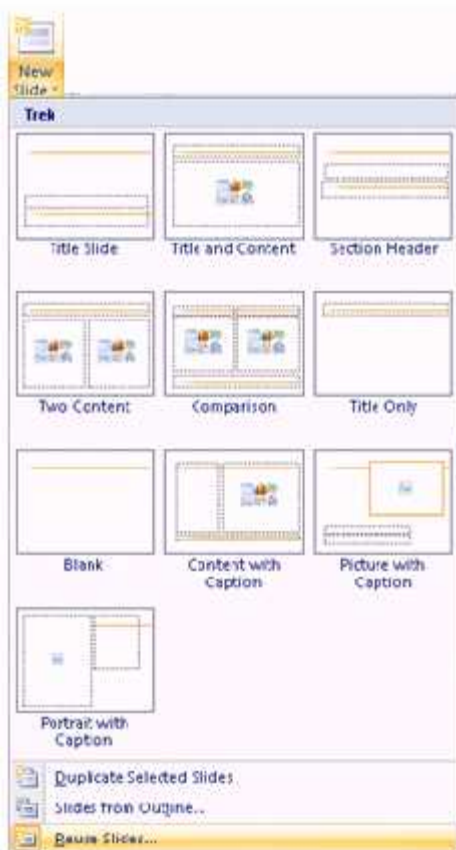 New
Slide
Trek
Title Slide
Title and Content
Section Header
Two Content
Comparison
Title Only
Blank
Content with
Caption
Picture with
Caption
Portrait with
Caption
Duplicate Selected Slides
Slides from Outline...
Reuse Slides...